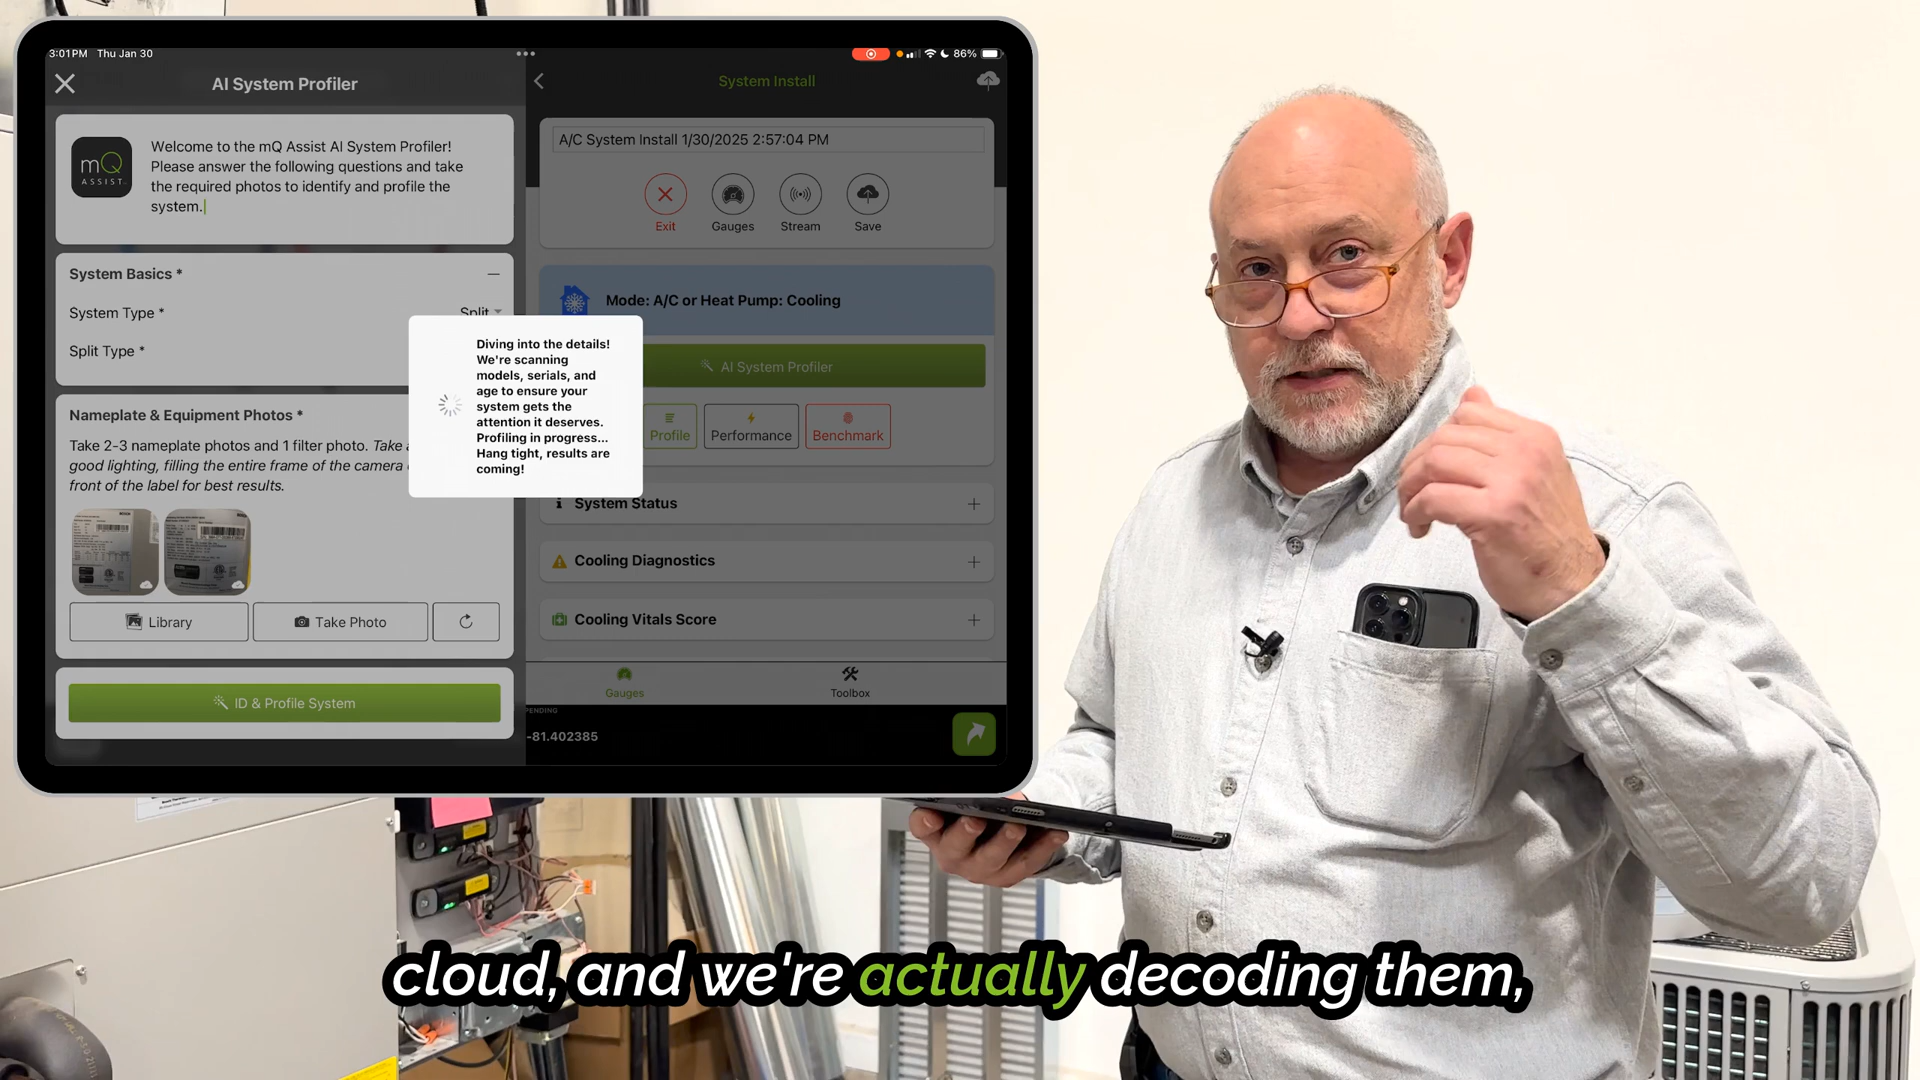 3:01PM Thu Jan 30
86%
AI System Profiler
mQ
ASSIST
Welcome to the mQ Assist AI System Profiler!
Please answer the following questions and take
the required photos to identify and profile the
system.
System Basics *
System Type *
Split
Split Type *
Nameplate & Equipment Photos *
Take 2-3 nameplate photos and 1 filter photo. Take
good lighting, filling the entire frame of the camera
front of the label for best results.
Library
Take Photo
ID & Profile System
Diving into the details!
We're scanning
models, serials, and
age to ensure your
system gets the
attention it deserves.
Profiling in progress...
Hang tight, results are
coming!
System Install
A/C System Install 1/30/2025 2:57:04 PM
Exit
Gauges
Stream
Save
Mode: A/C or Heat Pump: Cooling
AI System Profiler
Profile
Performance
Benchmark
System Status
Cooling Diagnostics
Cooling Vitals Score
Gauges
Toolbox
PENDING
-81.402385
cloud, and we're actually decoding them,